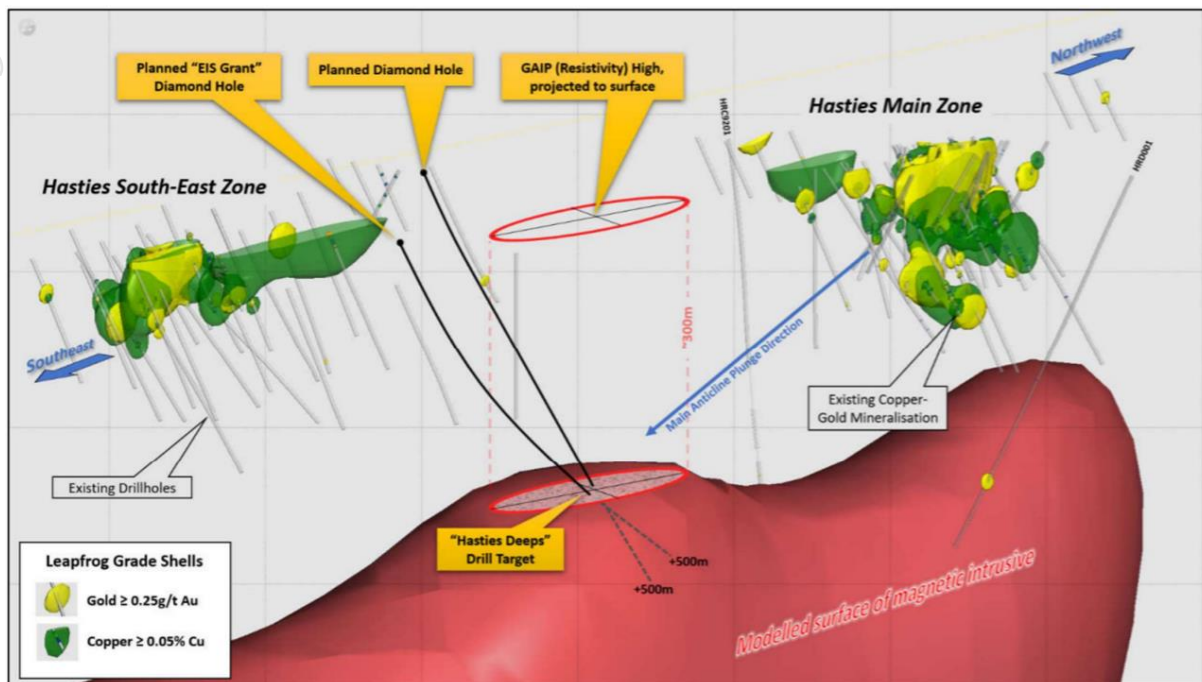 Planned “EIS Grant”
Diamond Hole
Planned Diamond Hole
GAIP (Resistivity) High,
projected to surface
Northwest
Hasties Main Zone
HRC9201
HRD001
Hasties South-East Zone
Southeast
~300m
Main Anticline Plunge Direction
Existing Copper-
Gold Mineralisation
Existing Drillholes
“Hasties Deeps”
Drill Target
+500m
+500m
Modelled surface of magnetic intrusive
Leapfrog Grade Shells
Gold ≥ 0.25g/t Au
Copper ≥ 0.05% Cu